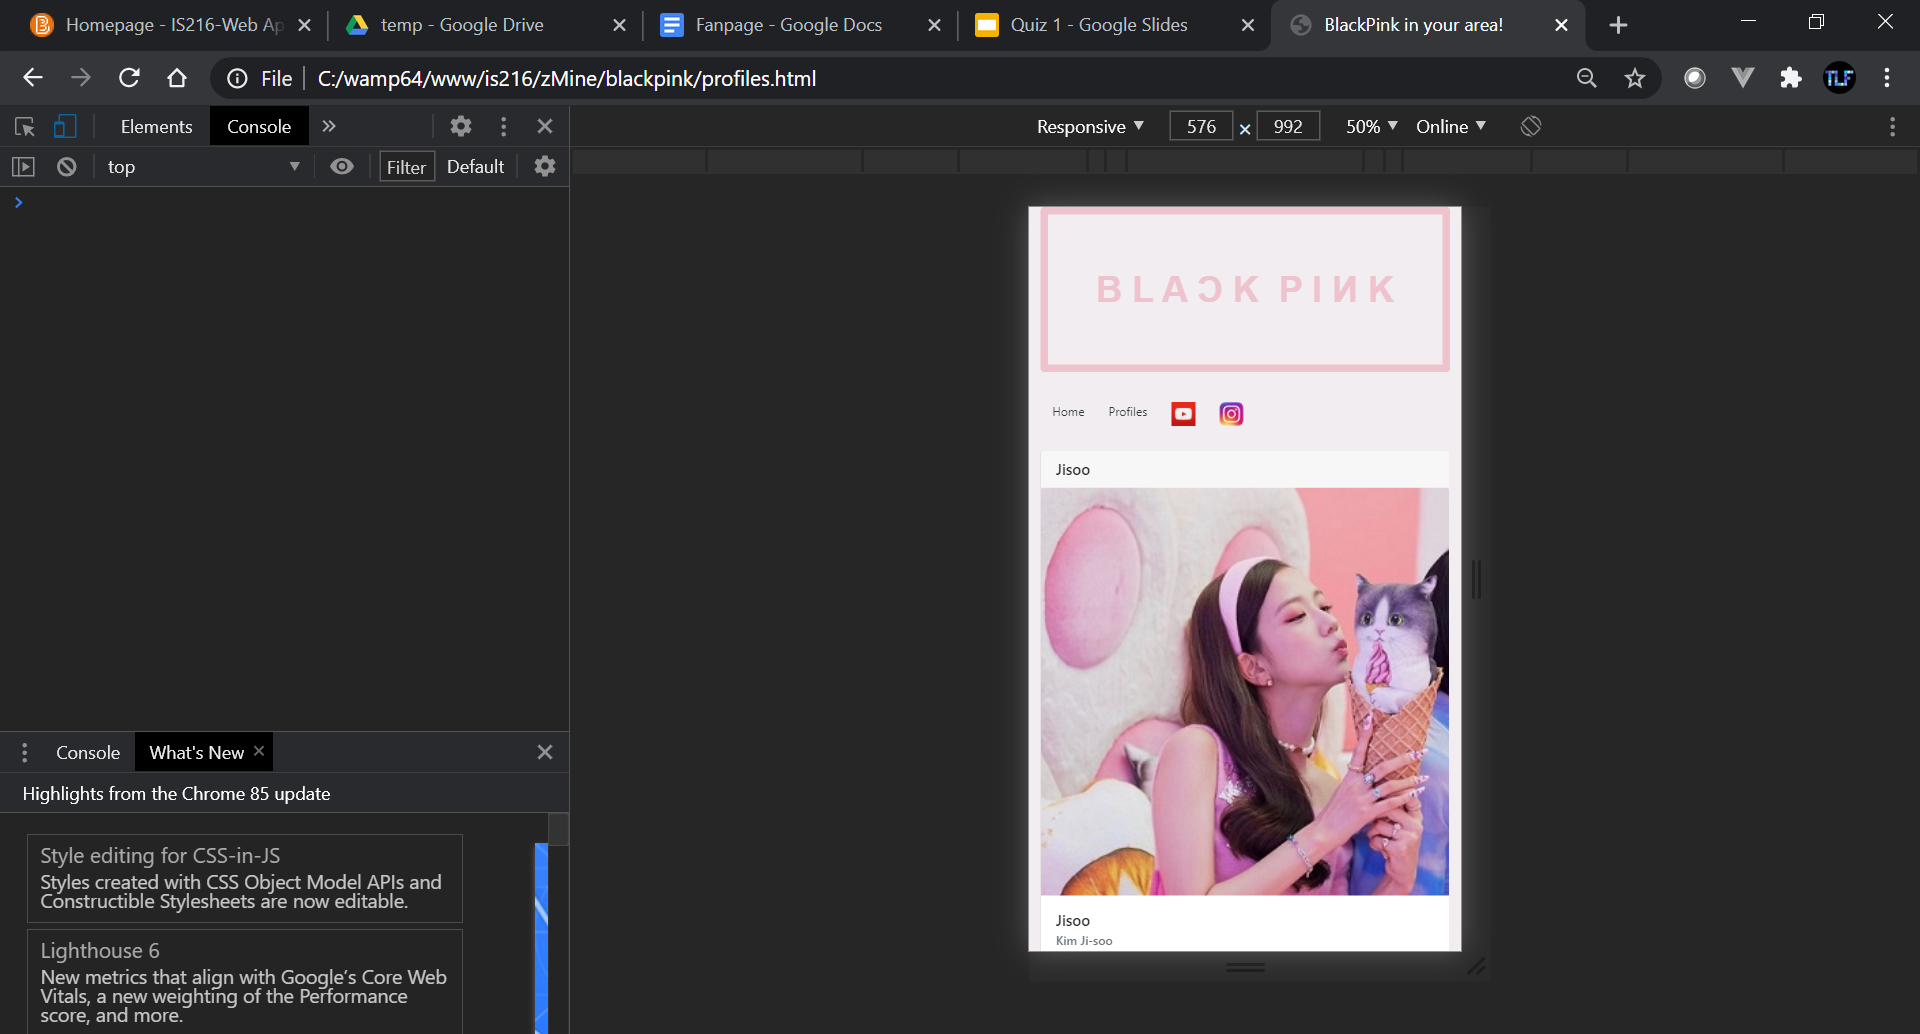 Homepage - IS216-Web Ap
temp - Google Drive
Fanpage - Google Docs
Quiz 1 - Google Slides
BlackPink in your area!
File
C:/wamp64/www/is216/zMine/blackpink/profiles.html
TLF
Elements
Console
Responsive
576
×
992
50%
Online
top
Filter
Default
BLAƆK PIИK
Home
Profiles
Jisoo
Jisoo
Kim Ji-soo
Console
What's New
Highlights from the Chrome 85 update
Style editing for CSS-in-JS
Styles created with CSS Object Model APIs and
Constructible Stylesheets are now editable.
Lighthouse 6
New metrics that align with Google's Core Web
Vitals, a new weighting of the Performance
score, and more.